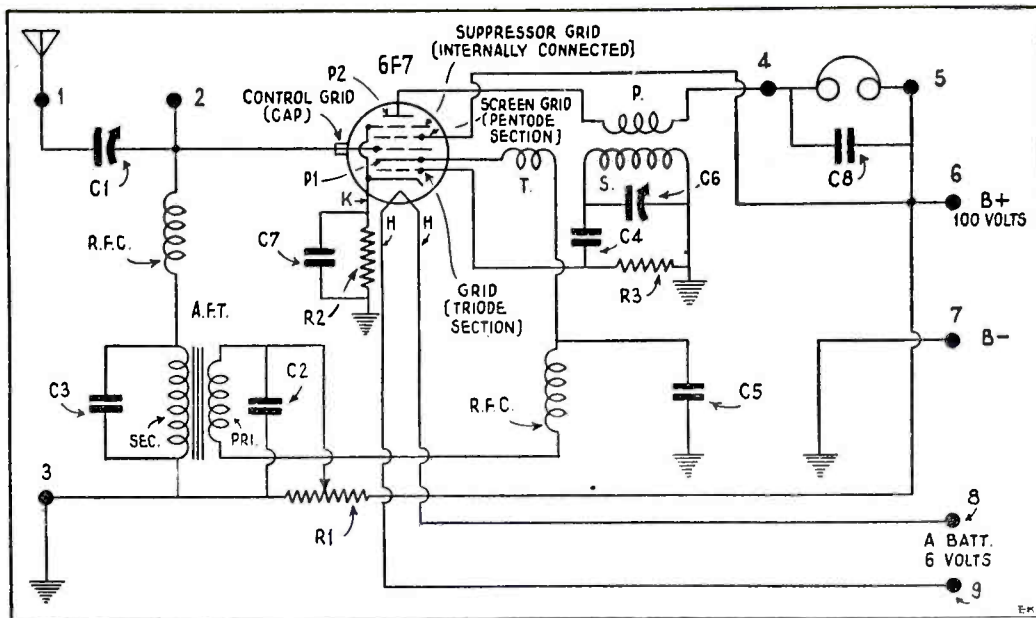 SUPPRESSOR GRID
(INTERNALLY CONNECTED)
6F7
P2
CONTROL GRID
(CAP)
SCREEN GRID
(PENTODE
SECTION)
P.
4
5
1
2
C1
P1
T.
S.
C6
C8
6
B+
100 VOLTS
K
H
H
C4
R.F.C.
C7
R2
GRID
(TRIODE
SECTION)
R3
7
B-
A.F.T.
C3
SEC.
PRI.
C2
R.F.C.
C5
3
R1
8
A BATT.
6 VOLTS
9